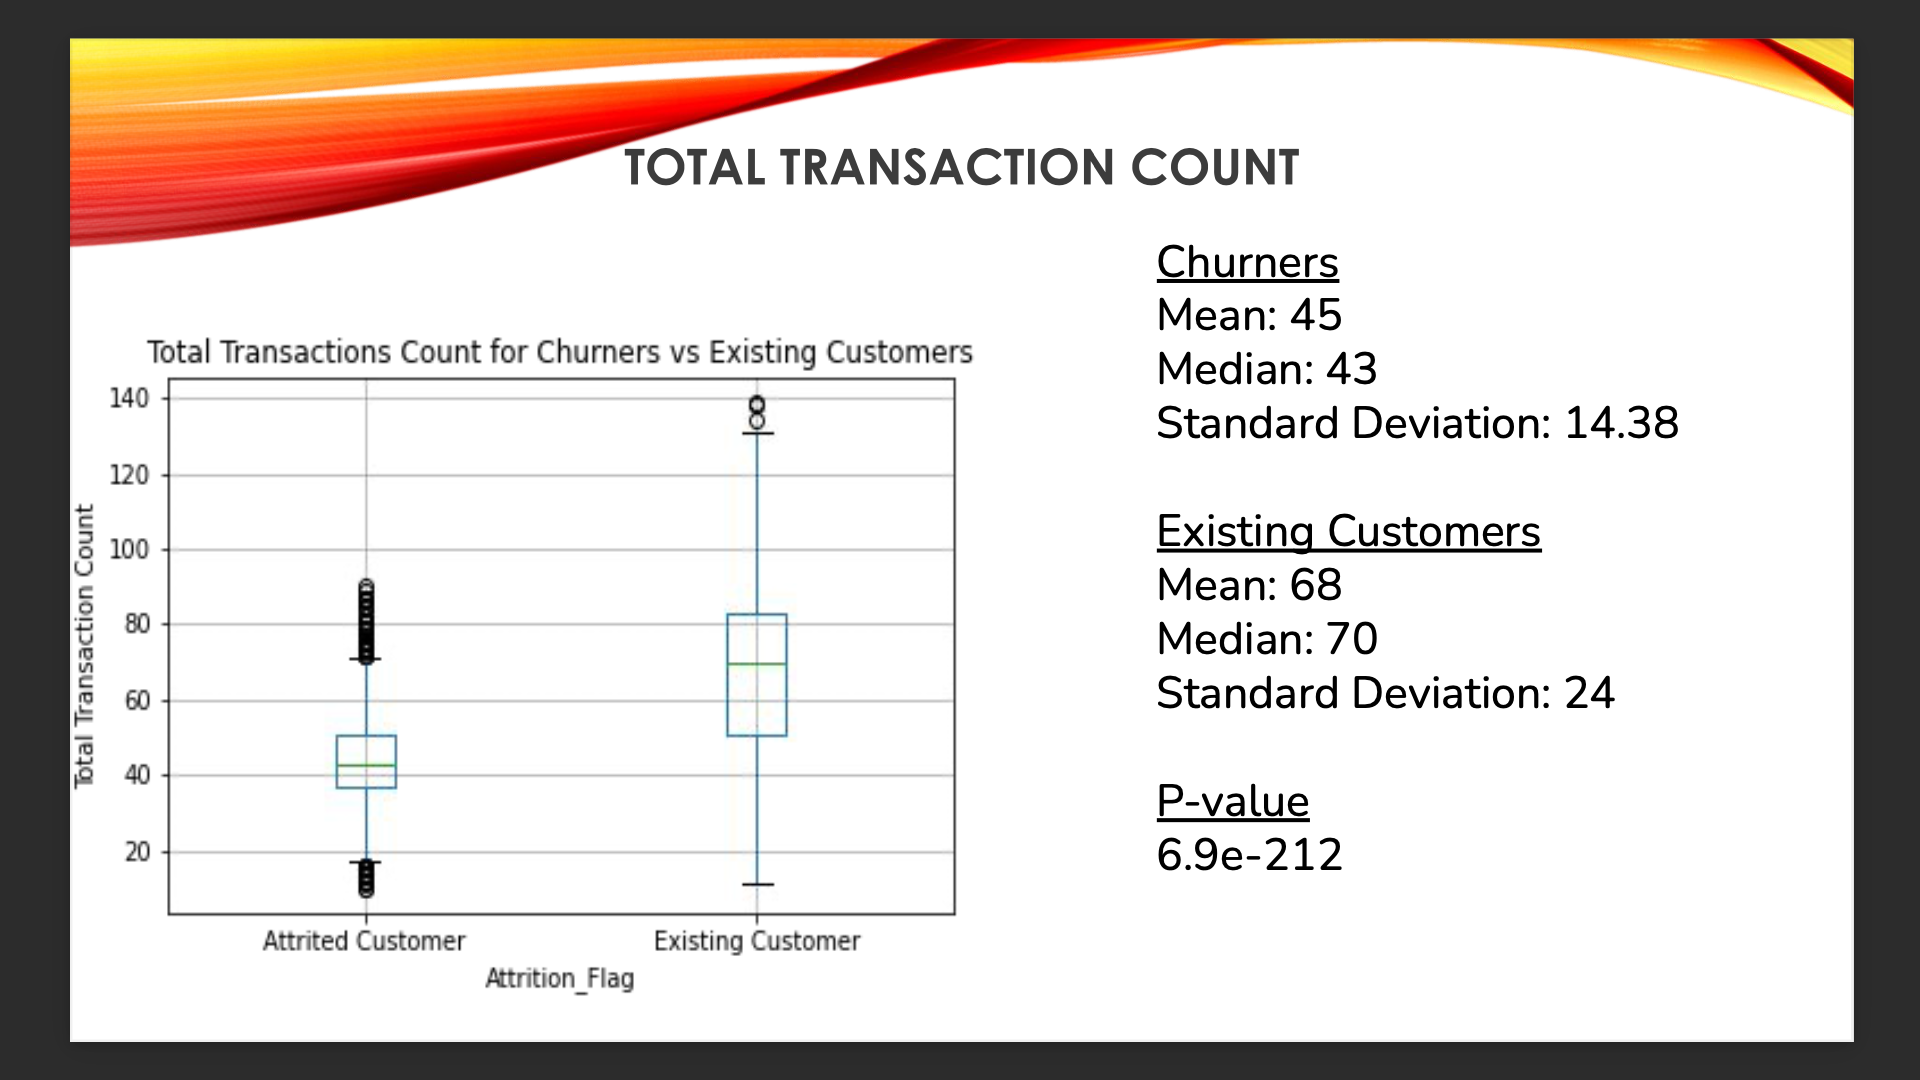 TOTAL TRANSACTION COUNT
Total Transactions Count for Churners vs Existing Customers
Total Transaction Count
140
120
100
80
60
40
20
Attrited Customer
Existing Customer
Attrition_Flag
Churners
Mean: 45
Median: 43
Standard Deviation: 14.38
Existing Customers
Mean: 68
Median: 70
Standard Deviation: 24
P-value
6.9e-212